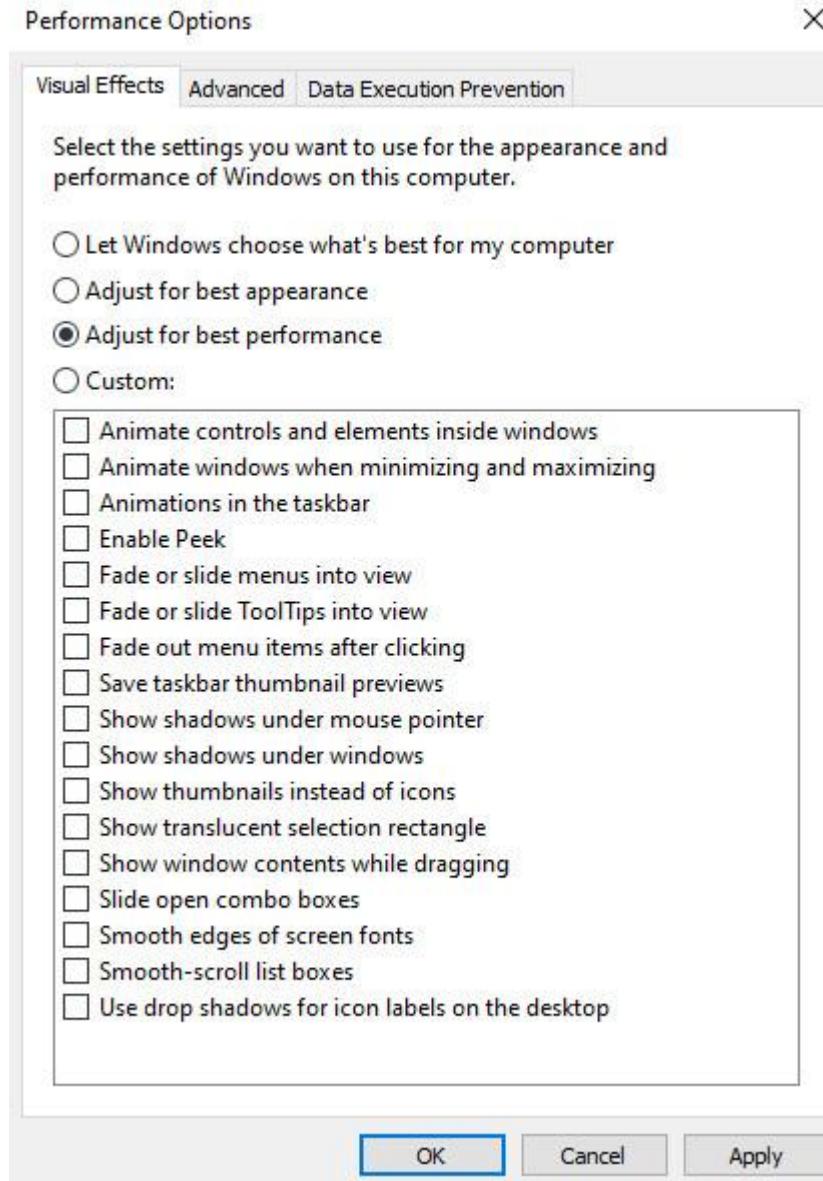 Performance Options
Visual Effects Advanced Data Execution Prevention
Select the settings you want to use for the appearance and
performance of Windows on this computer.
Let Windows choose what's best for my computer
Adjust for best appearance
Adjust for best performance
Custom:
Animate controls and elements inside windows
Animate windows when minimizing and maximizing
Animations in the taskbar
Enable Peek
Fade or slide menus into view
Fade or slide ToolTips into view
Fade out menu items after clicking
Save taskbar thumbnail previews
Show shadows under mouse pointer
Show shadows under windows
Show thumbnails instead of icons
Show translucent selection rectangle
Show window contents while dragging
Slide open combo boxes
Smooth edges of screen fonts
Smooth-scroll list boxes
Use drop shadows for icon labels on the desktop
OK Cancel Apply